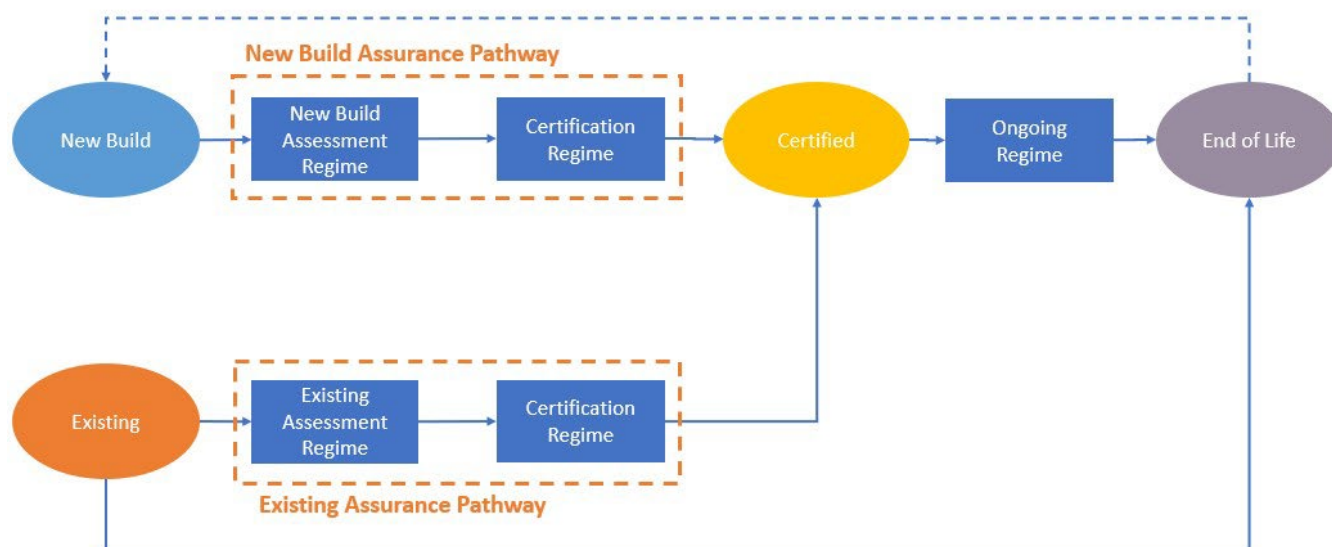 New Build Assurance Pathway
New Build
New Build
Assessment
Regime
Certification
Regime
Certified
Ongoing
Regime
End of Life
Existing
Existing
Assessment
Regime
Certification
Regime
Existing Assurance Pathway